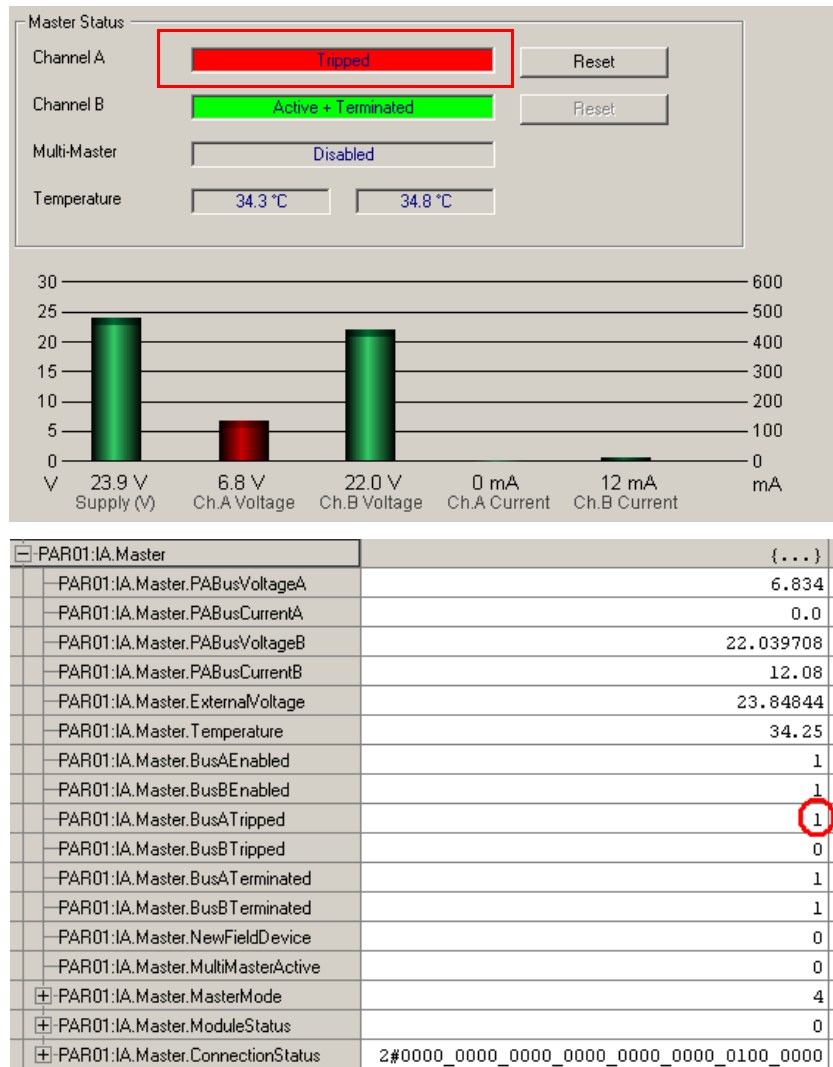 Master Status
Channel A Tripped Reset
Channel B Active + Terminated Reset
Multi-Master Disabled
Temperature 34.3 °C 34.8 °C
30 600
25 500
20 400
15 300
10 200
5 100
0 0
V 23.9 V 6.8 V 22.0 V 0 mA 12 mA mA
Supply (V) Ch.A Voltage Ch.B Voltage Ch.A Current Ch.B Current
PAR01:IA.Master {...}
PAR01:IA.Master.PABusVoltageA 6.834
PAR01:IA.Master.PABusCurrentA 0.0
PAR01:IA.Master.PABusVoltageB 22.039708
PAR01:IA.Master.PABusCurrentB 12.08
PAR01:IA.Master.ExternalVoltage 23.84844
PAR01:IA.Master.Temperature 34.25
PAR01:IA.Master.BusAEnabled 1
PAR01:IA.Master.BusBEnabled 1
PAR01:IA.Master.BusATripped 1
PAR01:IA.Master.BusBTripped 0
PAR01:IA.Master.BusATerminated 1
PAR01:IA.Master.BusBTerminated 1
PAR01:IA.Master.NewFieldDevice 0
PAR01:IA.Master.MultiMasterActive 0
PAR01:IA.Master.MasterMode 4
PAR01:IA.Master.ModuleStatus 0
PAR01:IA.Master.ConnectionStatus 2#0000_0000_0000_0000_0000_0000_0100_0000